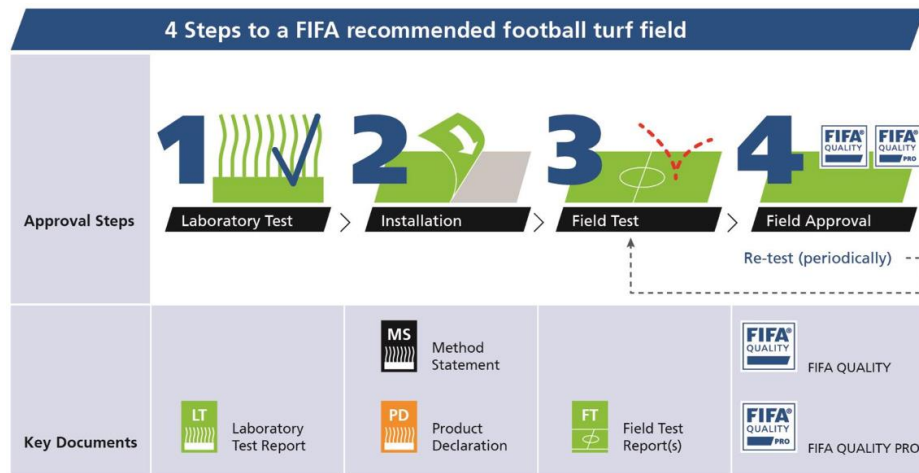 4 Steps to a FIFA recommended football turf field
1
2
3
4
FIFA®
QUALITY
FIFA®
QUALITY
PRO
Approval Steps
Laboratory Test
Installation
Field Test
Field Approval
Re-test (periodically)
MS
Method
Statement
FIFA®
QUALITY
FIFA QUALITY
Key Documents
LT
Laboratory
Test Report
PD
Product
Declaration
FT
Field Test
Report(s)
FIFA®
QUALITY
PRO
FIFA QUALITY PRO